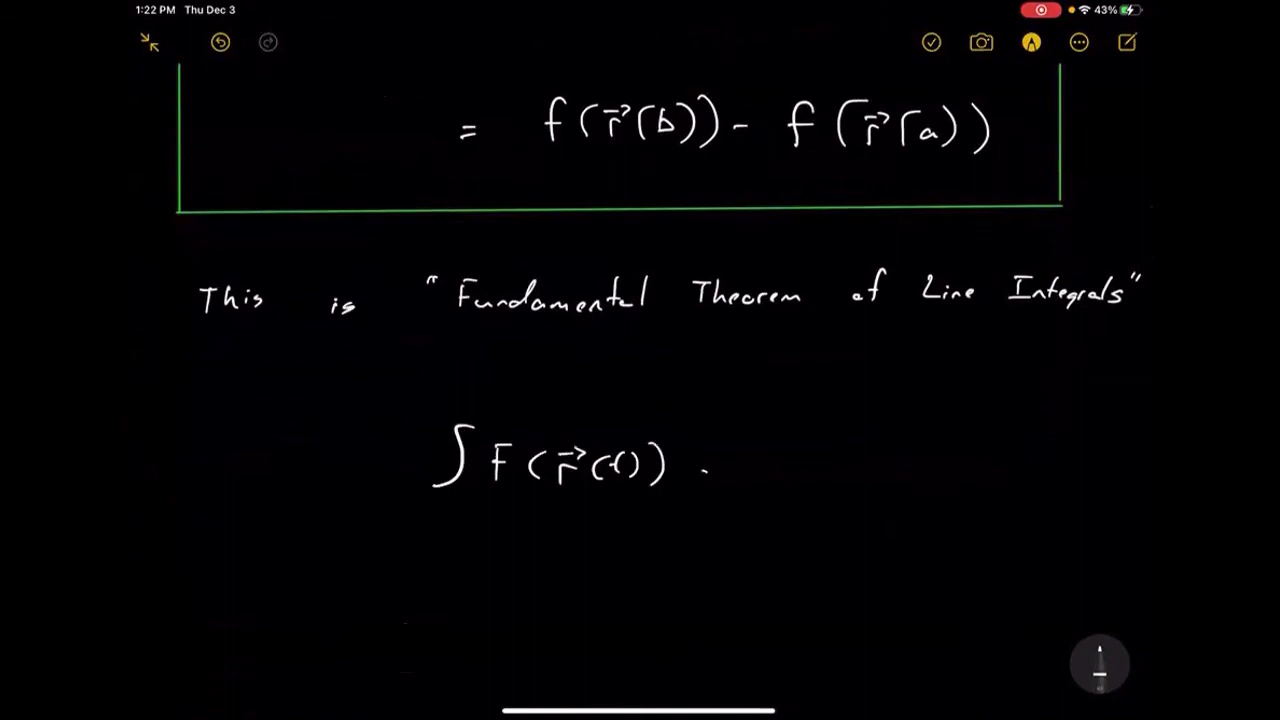 1:22 PM Thu Dec 3 43%
= f(r⃗(b)) - f(r⃗(a))
This is "Fundamental Theorem of Line Integrals"
∫ F(r⃗(t)) ·